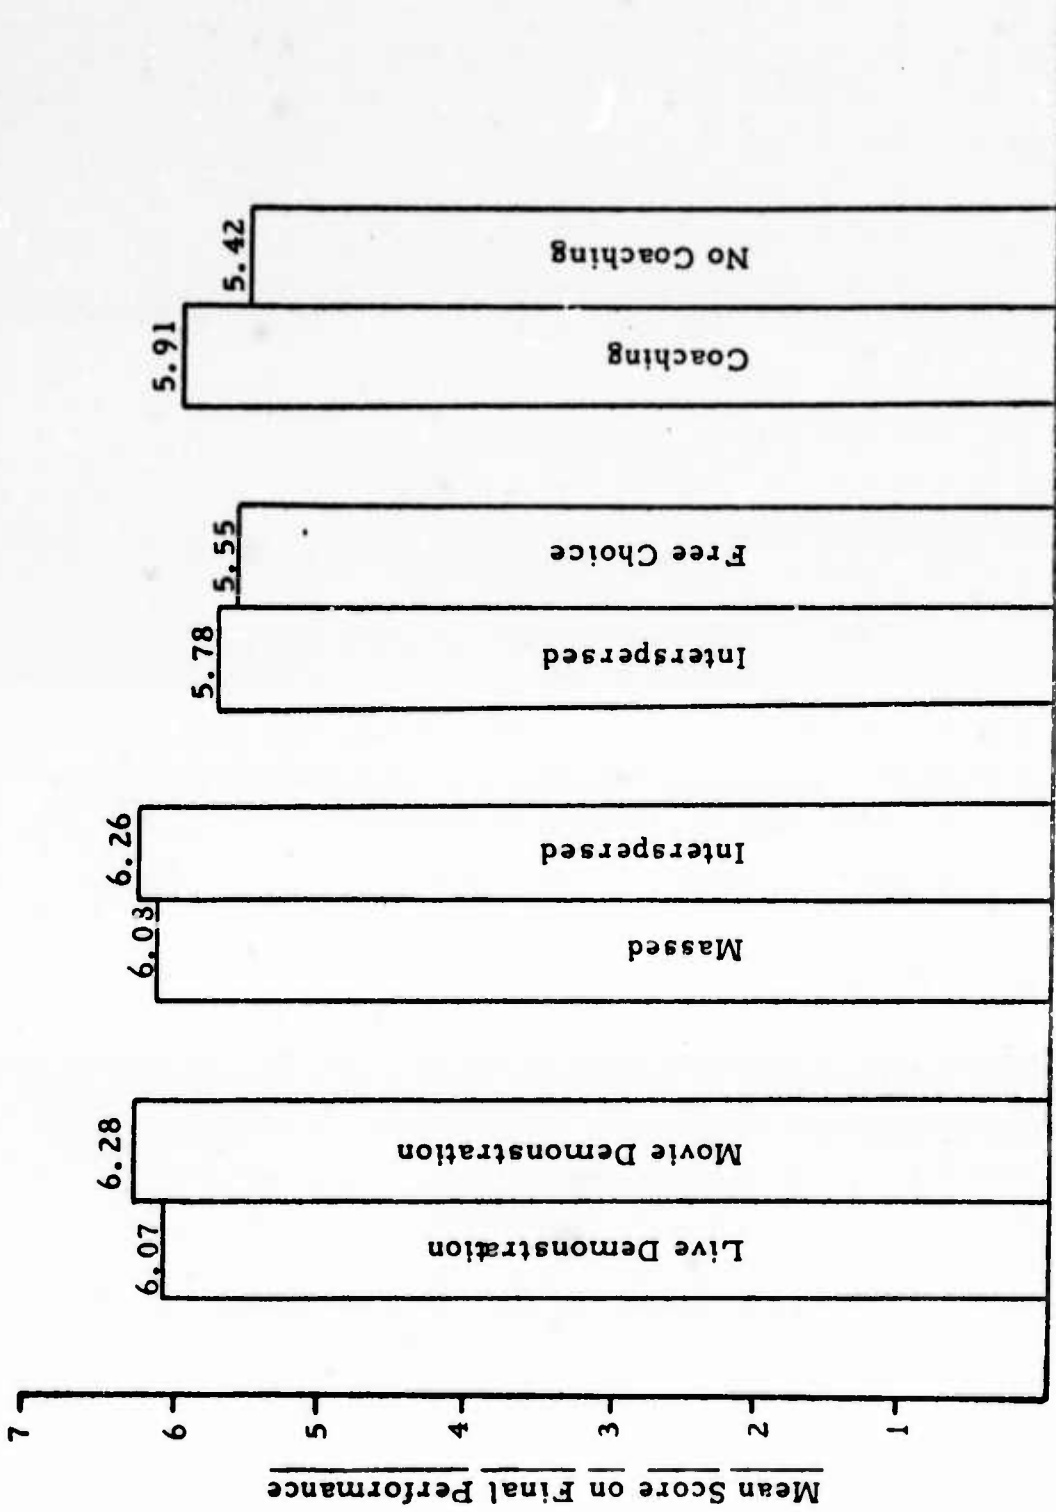 Mean Score on Final Performance
7
6
5
4
3
2
1
6.07
6.28
6.03
6.26
5.78
5.55
5.91
5.42
Live Demonstration
Movie Demonstration
Massed
Interspersed
Interspersed
Free Choice
Coaching
No Coaching